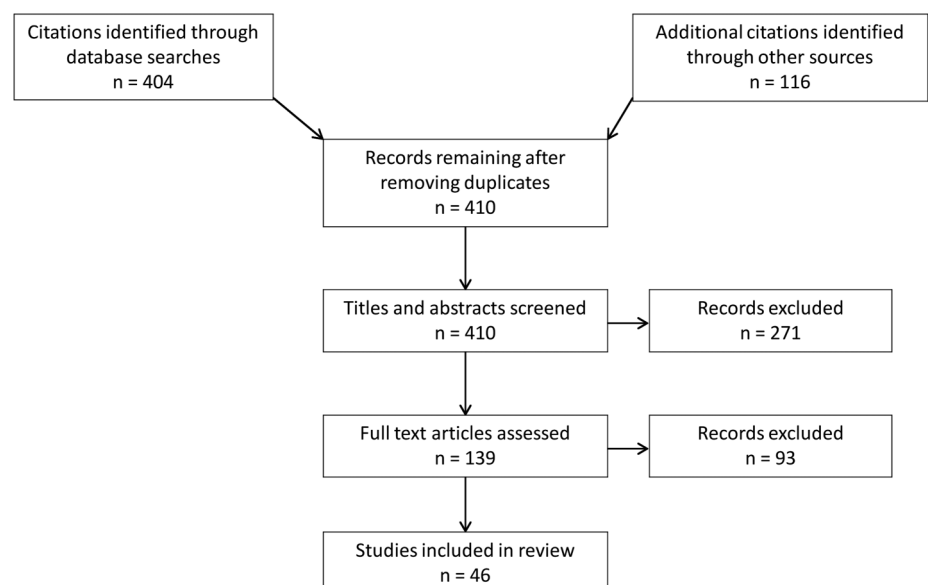 Citations identified through
database searches
n = 404
Additional citations identified
through other sources
n = 116
Records remaining after
removing duplicates
n = 410
Titles and abstracts screened
n = 410
Records excluded
n = 271
Full text articles assessed
n = 139
Records excluded
n = 93
Studies included in review
n = 46